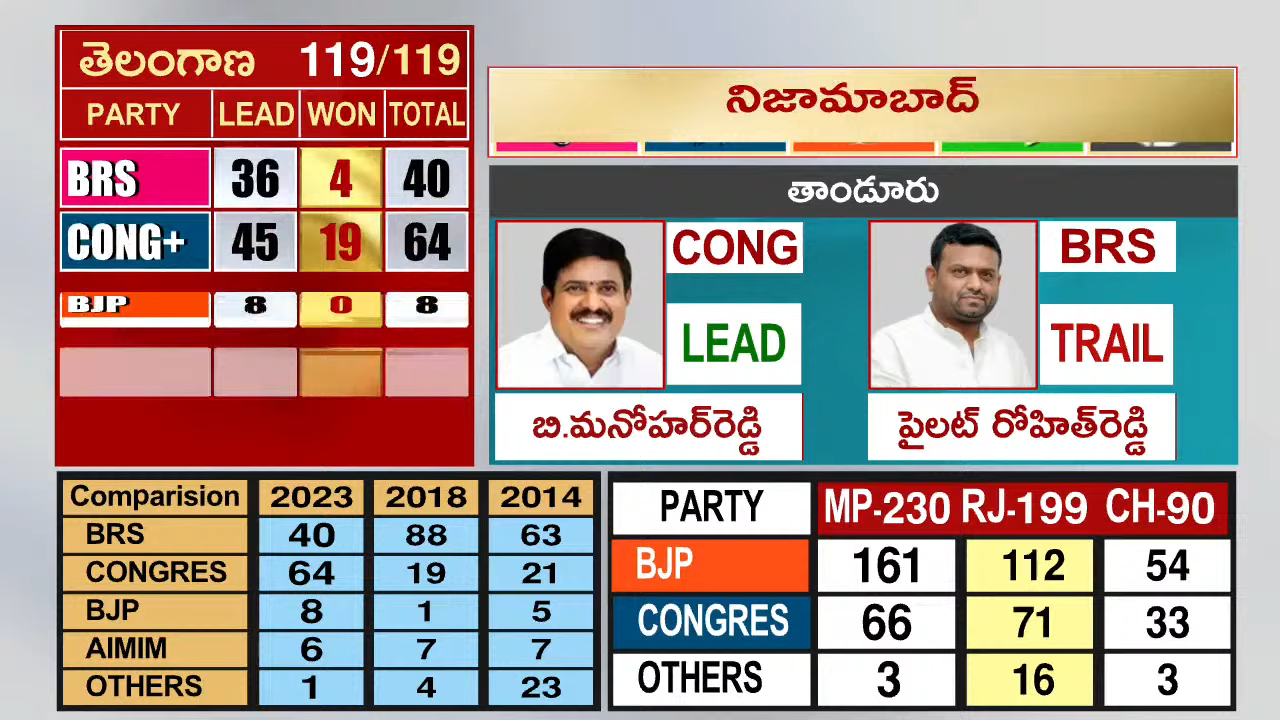 తెలంగాణ 119/119
PARTY LEAD WON TOTAL
BRS 36 4 40
CONG+ 45 19 64
BJP 8 0 8
నిజామాబాద్
తాండూరు
CONG BRS
LEAD TRAIL
బి.మనోహర్‌రెడ్డి పైలట్ రోహిత్‌రెడ్డి
Comparision 2023 2018 2014
BRS 40 88 63
CONGRES 64 19 21
BJP 8 1 5
AIMIM 6 7 7
OTHERS 1 4 23
PARTY MP-230 RJ-199 CH-90
BJP 161 112 54
CONGRES 66 71 33
OTHERS 3 16 3